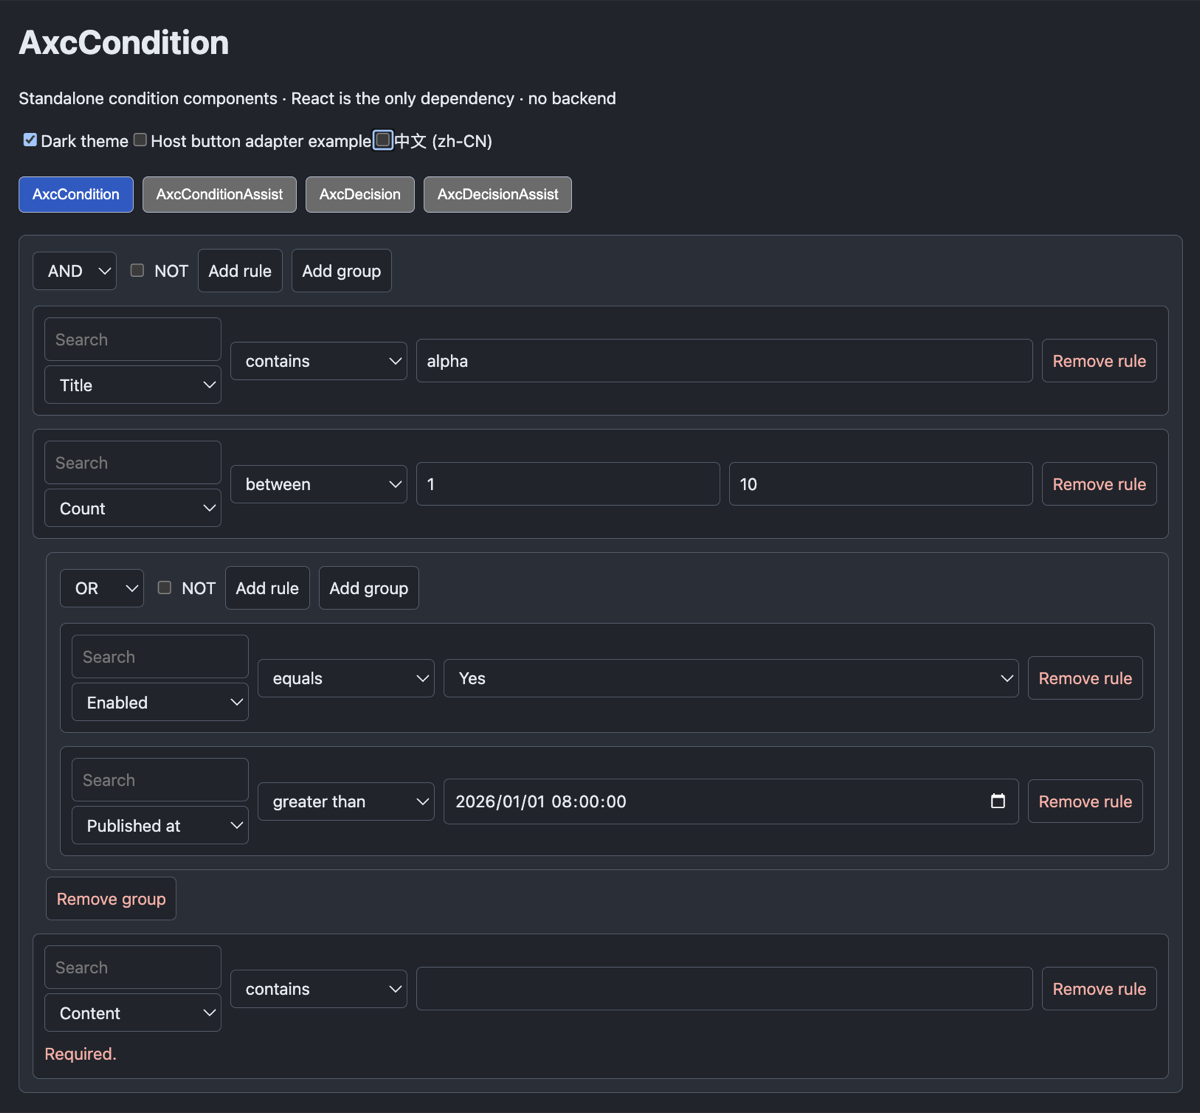 AxcCondition
Standalone condition components · React is the only dependency · no backend
Dark theme Host button adapter example 中文 (zh-CN)
AxcCondition AxcConditionAssist AxcDecision AxcDecisionAssist
AND NOT Add rule Add group
Search
Title contains alpha Remove rule
Search
Count between 1 10 Remove rule
OR NOT Add rule Add group
Search
Enabled equals Yes Remove rule
Search
Published at greater than 2026/01/01 08:00:00 Remove rule
Remove group
Search
Content contains Remove rule
Required.